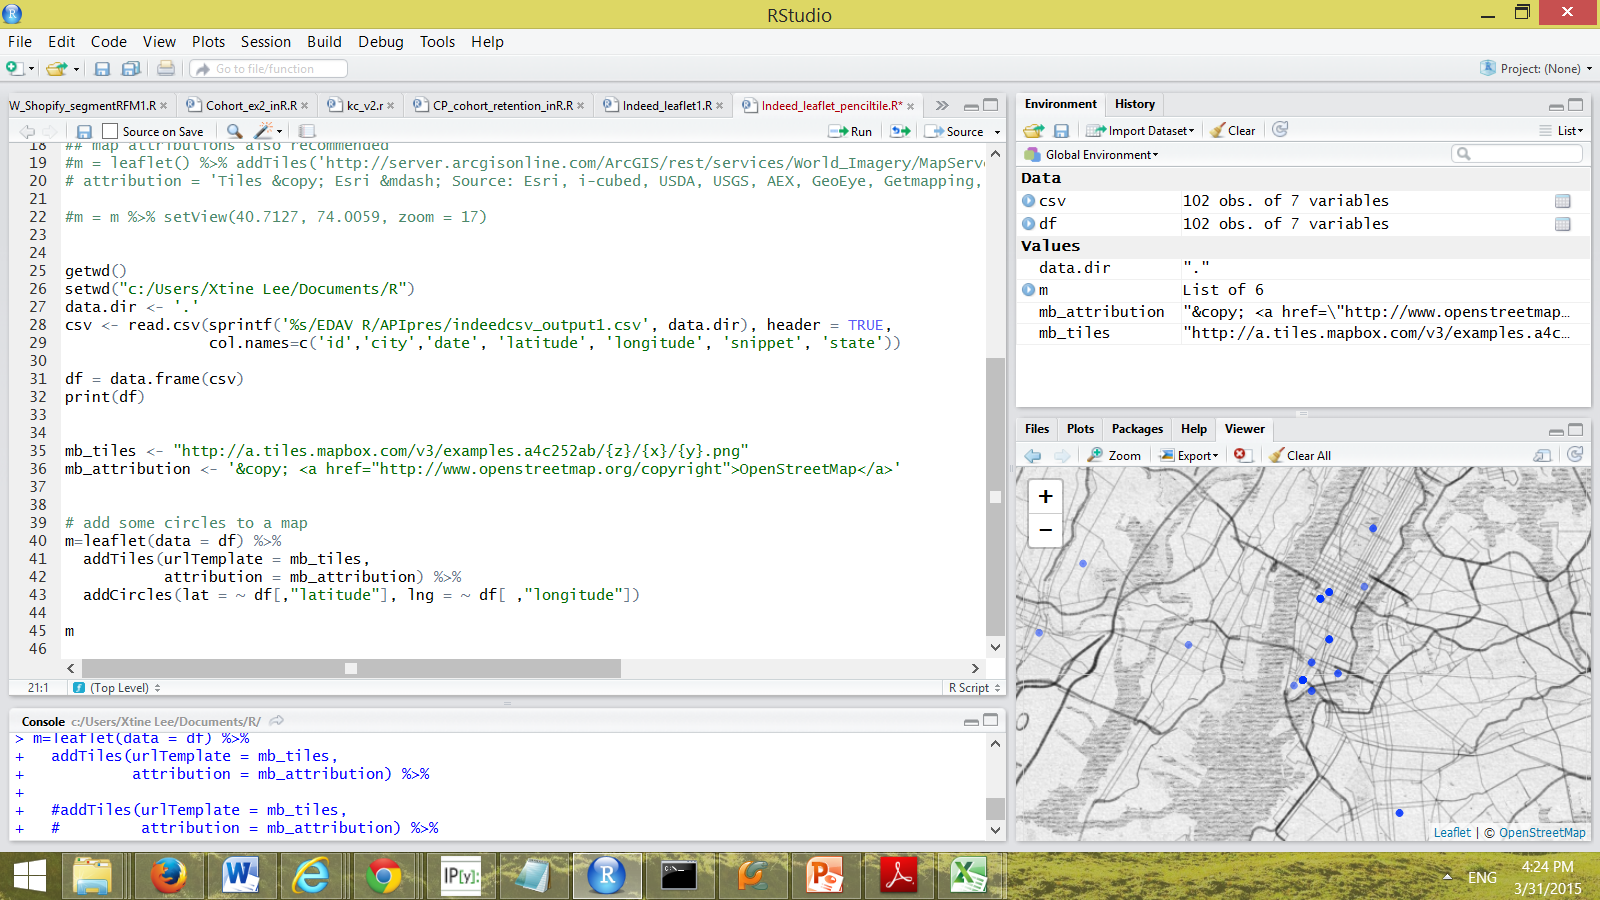 RStudio
File Edit Code View Plots Session Build Debug Tools Help
Go to file/function
Project: (None)
W_Shopify_segmentRFM1.R Cohort_ex2_inR.R kc_v2.r CP_cohort_retention_inR.R Indeed_leaflet1.R Indeed_leaflet_penciltile.R*
Source on Save Run Source
18 ## map attributions also recommended
19 #m = leaflet() %>% addTiles('http://server.arcgisonline.com/ArcGIS/rest/services/World_Imagery/MapServe
20 # attribution = 'Tiles &copy; Esri &mdash; Source: Esri, i-cubed, USDA, USGS, AEX, GeoEye, Getmapping,
21
22 #m = m %>% setView(40.7127, 74.0059, zoom = 17)
23
24
25 getwd()
26 setwd("c:/Users/Xtine Lee/Documents/R")
27 data.dir <- '.'
28 csv <- read.csv(sprintf('%s/EDAV R/APIpres/indeedcsv_output1.csv', data.dir), header = TRUE,
29 col.names=c('id','city','date', 'latitude', 'longitude', 'snippet', 'state'))
30
31 df = data.frame(csv)
32 print(df)
33
34
35 mb_tiles <- "http://a.tiles.mapbox.com/v3/examples.a4c252ab/{z}/{x}/{y}.png"
36 mb_attribution <- '&copy; <a href="http://www.openstreetmap.org/copyright">OpenStreetMap</a>'
37
38
39 # add some circles to a map
40 m=leaflet(data = df) %>%
41 addTiles(urlTemplate = mb_tiles,
42 attribution = mb_attribution) %>%
43 addCircles(lat = ~ df[,"latitude"], lng = ~ df[ ,"longitude"])
44
45 m
46
21:1 (Top Level) R Script
Console c:/Users/Xtine Lee/Documents/R/
> m=leaflet(data = df) %>%
+ addTiles(urlTemplate = mb_tiles,
+ attribution = mb_attribution) %>%
+
+ #addTiles(urlTemplate = mb_tiles,
+ # attribution = mb_attribution) %>%
Environment History
Import Dataset Clear List
Global Environment
Data
csv 102 obs. of 7 variables
df 102 obs. of 7 variables
Values
data.dir "."
m List of 6
mb_attribution "&copy; <a href=\"http://www.openstreetmap…
mb_tiles "http://a.tiles.mapbox.com/v3/examples.a4c…
Files Plots Packages Help Viewer
Zoom Export Clear All
+
−
Leaflet | © OpenStreetMap
IP[y]:
ENG
4:24 PM
3/31/2015